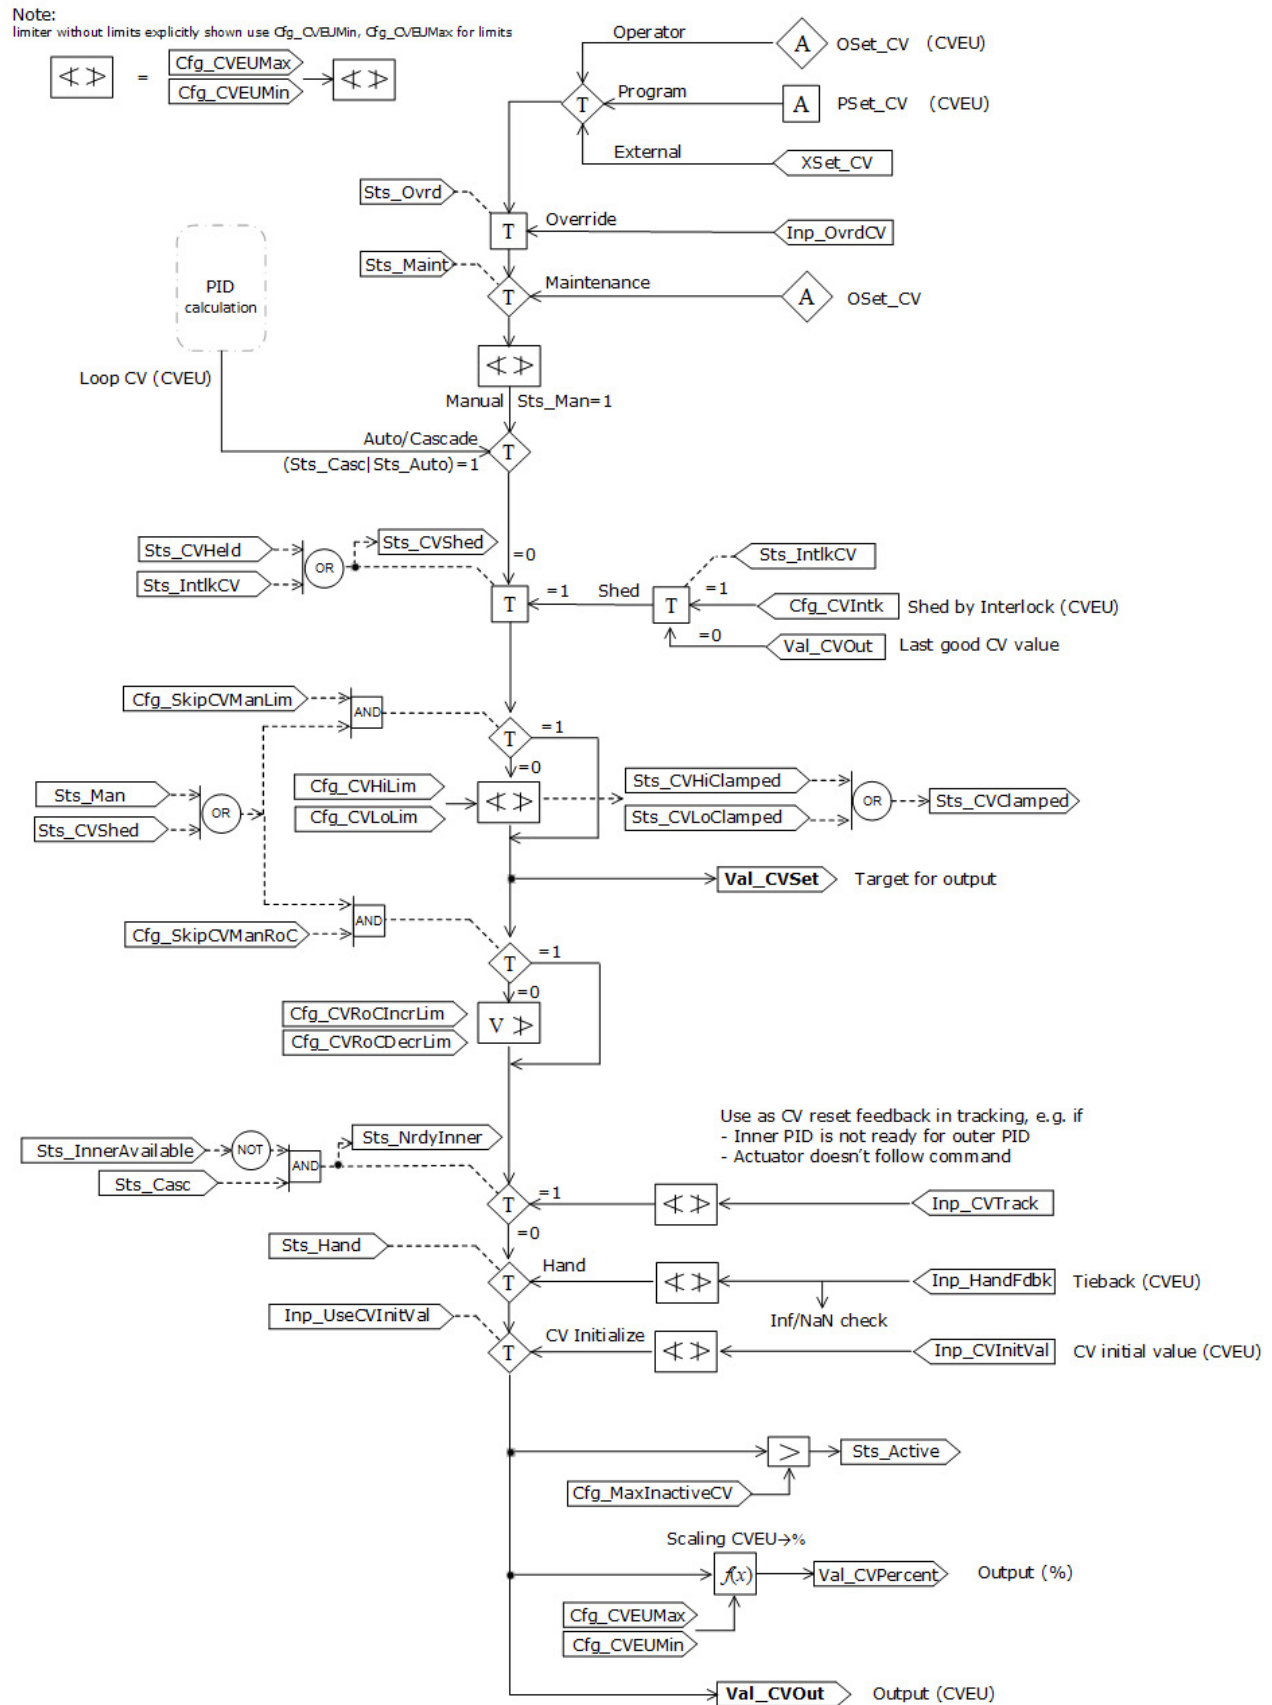 Note:
limiter without limits explicitly shown use Cfg_CVEUMin, Cfg_CVEUMax for limits
=
Cfg_CVEUMax
Cfg_CVEUMin
Operator
A
OSet_CV (CVEU)
T
Program
A
PSet_CV (CVEU)
External
XSet_CV
Sts_Ovrd
T
Override
Inp_OvrdCV
Sts_Maint
T
Maintenance
A
OSet_CV
PID
calculation
Loop CV (CVEU)
Manual Sts_Man=1
Auto/Cascade
(Sts_Casc|Sts_Auto)=1
T
Sts_CVHeld
Sts_IntlkCV
OR
Sts_CVShed
=0
T
=1 Shed
T
Sts_IntlkCV
=1
Cfg_CVIntk
Shed by Interlock (CVEU)
=0
Val_CVOut
Last good CV value
Cfg_SkipCVManLim
AND
T
=1
=0
Sts_Man
Sts_CVShed
OR
Cfg_CVHiLim
Cfg_CVLoLim
Sts_CVHiClamped
Sts_CVLoClamped
OR
Sts_CVClamped
Val_CVSet
Target for output
Cfg_SkipCVManRoC
AND
T
=1
=0
Cfg_CVRoCIncrLim
Cfg_CVRoCDecrLim
V
Use as CV reset feedback in tracking, e.g. if
- Inner PID is not ready for outer PID
- Actuator doesn't follow command
Sts_InnerAvailable
NOT
Sts_Casc
AND
Sts_NrdyInner
T
=1
Inp_CVTrack
=0
Sts_Hand
T
Hand
Inp_HandFdbk
Tieback (CVEU)
Inf/NaN check
Inp_UseCVInitVal
T
CV Initialize
Inp_CVInitVal
CV initial value (CVEU)
>
Sts_Active
Cfg_MaxInactiveCV
Scaling CVEU→%
f(x)
Val_CVPercent
Output (%)
Cfg_CVEUMax
Cfg_CVEUMin
Val_CVOut
Output (CVEU)